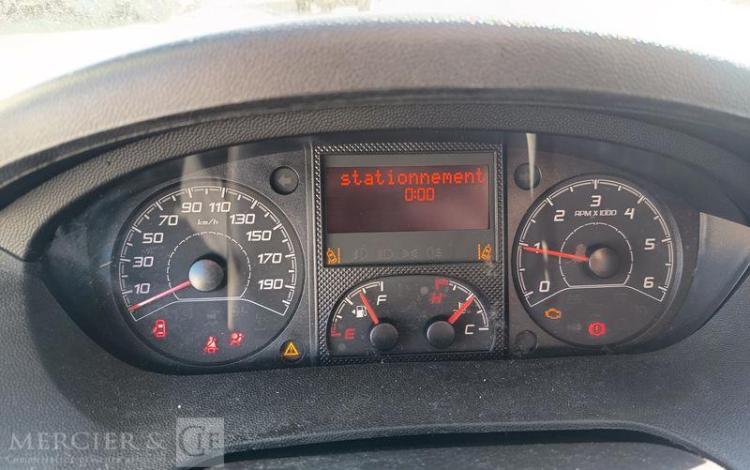 stationnement
0:00
10 30 50 70 90 110 130 150 170 190
km/h
0 1 2 3 4 5 6
RPM X 1000
E F
H C
MERCIER & CIE